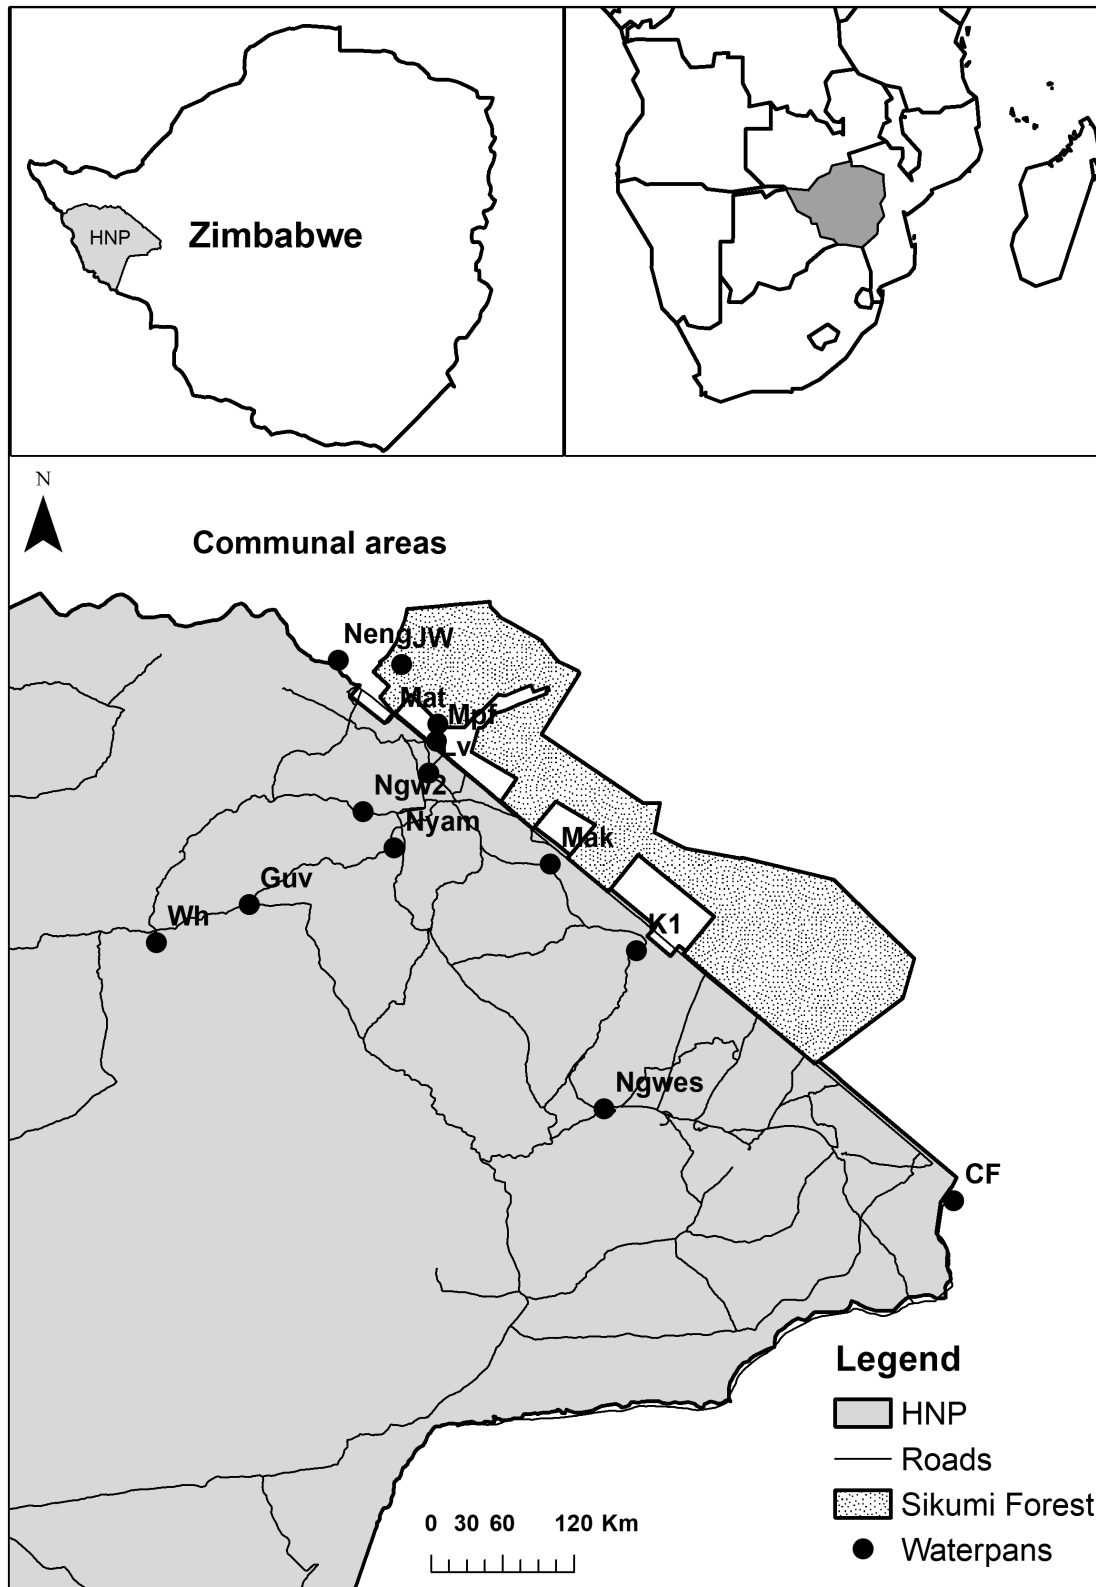 HNP
Zimbabwe
N
Communal areas
Neng
JW
Mat
Mpf
Lv
Ngw2
Nyam
Mak
Guv
Wh
K1
Ngwes
CF
Legend
HNP
Roads
Sikumi Forest
Waterpans
0 30 60 120 Km